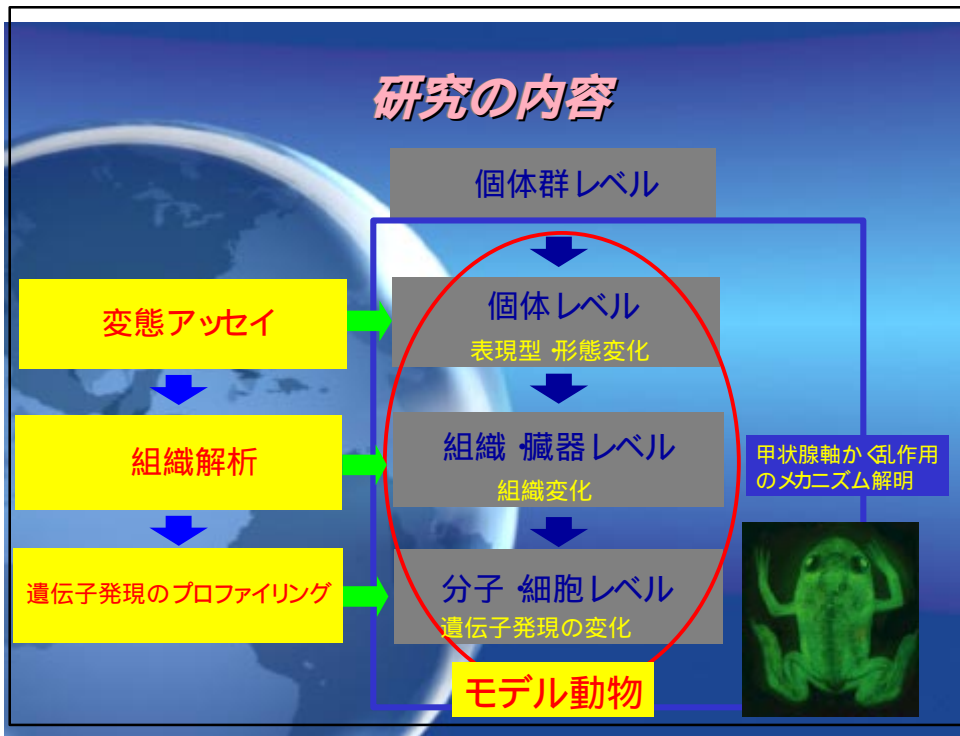 研究の内容
個体群レベル
変態アッセイ
個体レベル
表現型・形態変化
組織解析
組織・臓器レベル
組織変化
甲状腺軸かく乱作用
のメカニズム解明
遺伝子発現のプロファイリング
分子・細胞レベル
遺伝子発現の変化
モデル動物